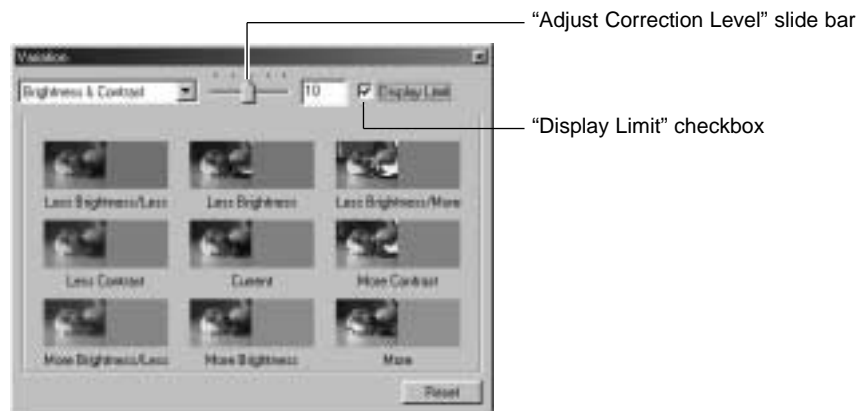 “Adjust Correction Level” slide bar
Variation
Brightness & Contrast
10
Display Limit
“Display Limit” checkbox
Less Brightness/Less
Less Brightness
Less Brightness/More
Less Contrast
Current
More Contrast
More Brightness/Less
More Brightness
More
Reset